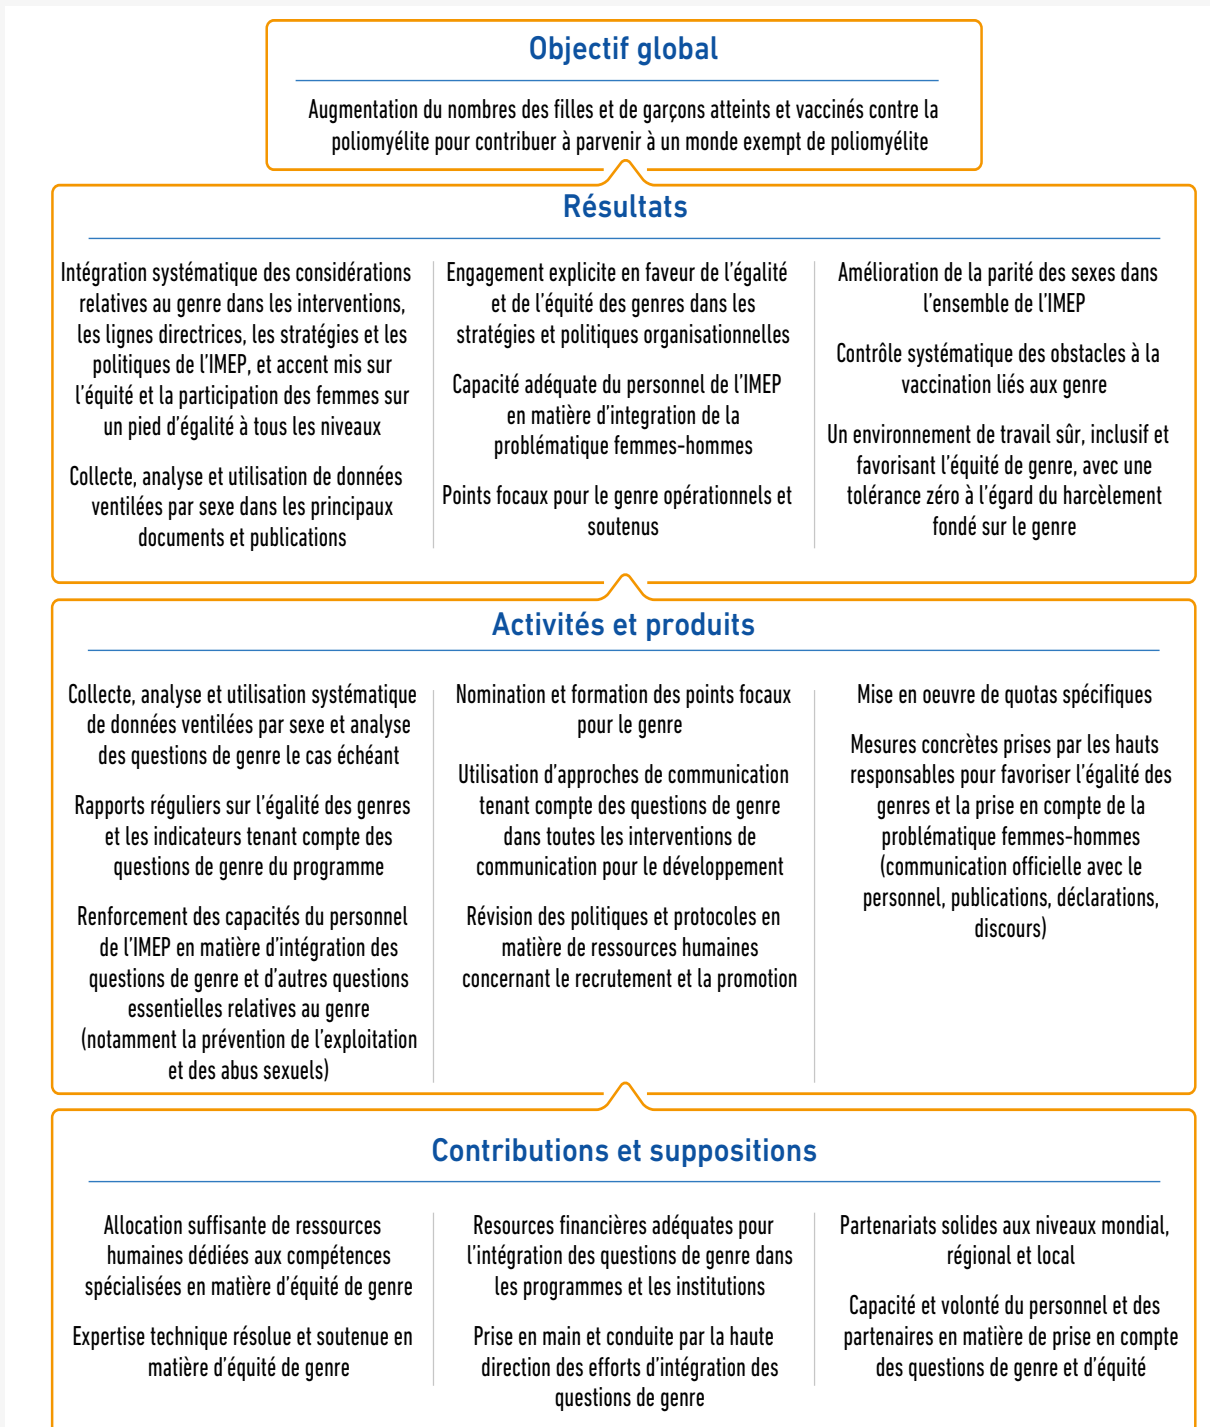 Objectif global
Augmentation du nombres des filles et de garçons atteints et vaccinés contre la
poliomyélite pour contribuer à parvenir à un monde exempt de poliomyélite
Résultats
Intégration systématique des considérations
relatives au genre dans les interventions,
les lignes directrices, les stratégies et les
politiques de l’IMEP, et accent mis sur
l’équité et la participation des femmes sur
un pied d’égalité à tous les niveaux
Collecte, analyse et utilisation de données
ventilées par sexe dans les principaux
documents et publications
Engagement explicite en faveur de l’égalité
et de l’équité des genres dans les
stratégies et politiques organisationnelles
Capacité adéquate du personnel de l’IMEP
en matière d’integration de la
problématique femmes-hommes
Points focaux pour le genre opérationnels et
soutenus
Amélioration de la parité des sexes dans
l’ensemble de l’IMEP
Contrôle systématique des obstacles à la
vaccination liés aux genre
Un environnement de travail sûr, inclusif et
favorisant l’équité de genre, avec une
tolérance zéro à l’égard du harcèlement
fondé sur le genre
Activités et produits
Collecte, analyse et utilisation systématique
de données ventilées par sexe et analyse
des questions de genre le cas échéant
Rapports réguliers sur l’égalité des genres
et les indicateurs tenant compte des
questions de genre du programme
Renforcement des capacités du personnel
de l’IMEP en matière d’intégration des
questions de genre et d’autres questions
essentielles relatives au genre
(notamment la prévention de l’exploitation
et des abus sexuels)
Nomination et formation des points focaux
pour le genre
Utilisation d’approches de communication
tenant compte des questions de genre
dans toutes les interventions de
communication pour le développement
Révision des politiques et protocoles en
matière de ressources humaines
concernant le recrutement et la promotion
Mise en oeuvre de quotas spécifiques
Mesures concrètes prises par les hauts
responsables pour favoriser l’égalité des
genres et la prise en compte de la
problématique femmes-hommes
(communication officielle avec le
personnel, publications, déclarations,
discours)
Contributions et suppositions
Allocation suffisante de ressources
humaines dédiées aux compétences
spécialisées en matière d’équité de genre
Expertise technique résolue et soutenue en
matière d’équité de genre
Resources financières adéquates pour
l’intégration des questions de genre dans
les programmes et les institutions
Prise en main et conduite par la haute
direction des efforts d’intégration des
questions de genre
Partenariats solides aux niveaux mondial,
régional et local
Capacité et volonté du personnel et des
partenaires en matière de prise en compte
des questions de genre et d’équité